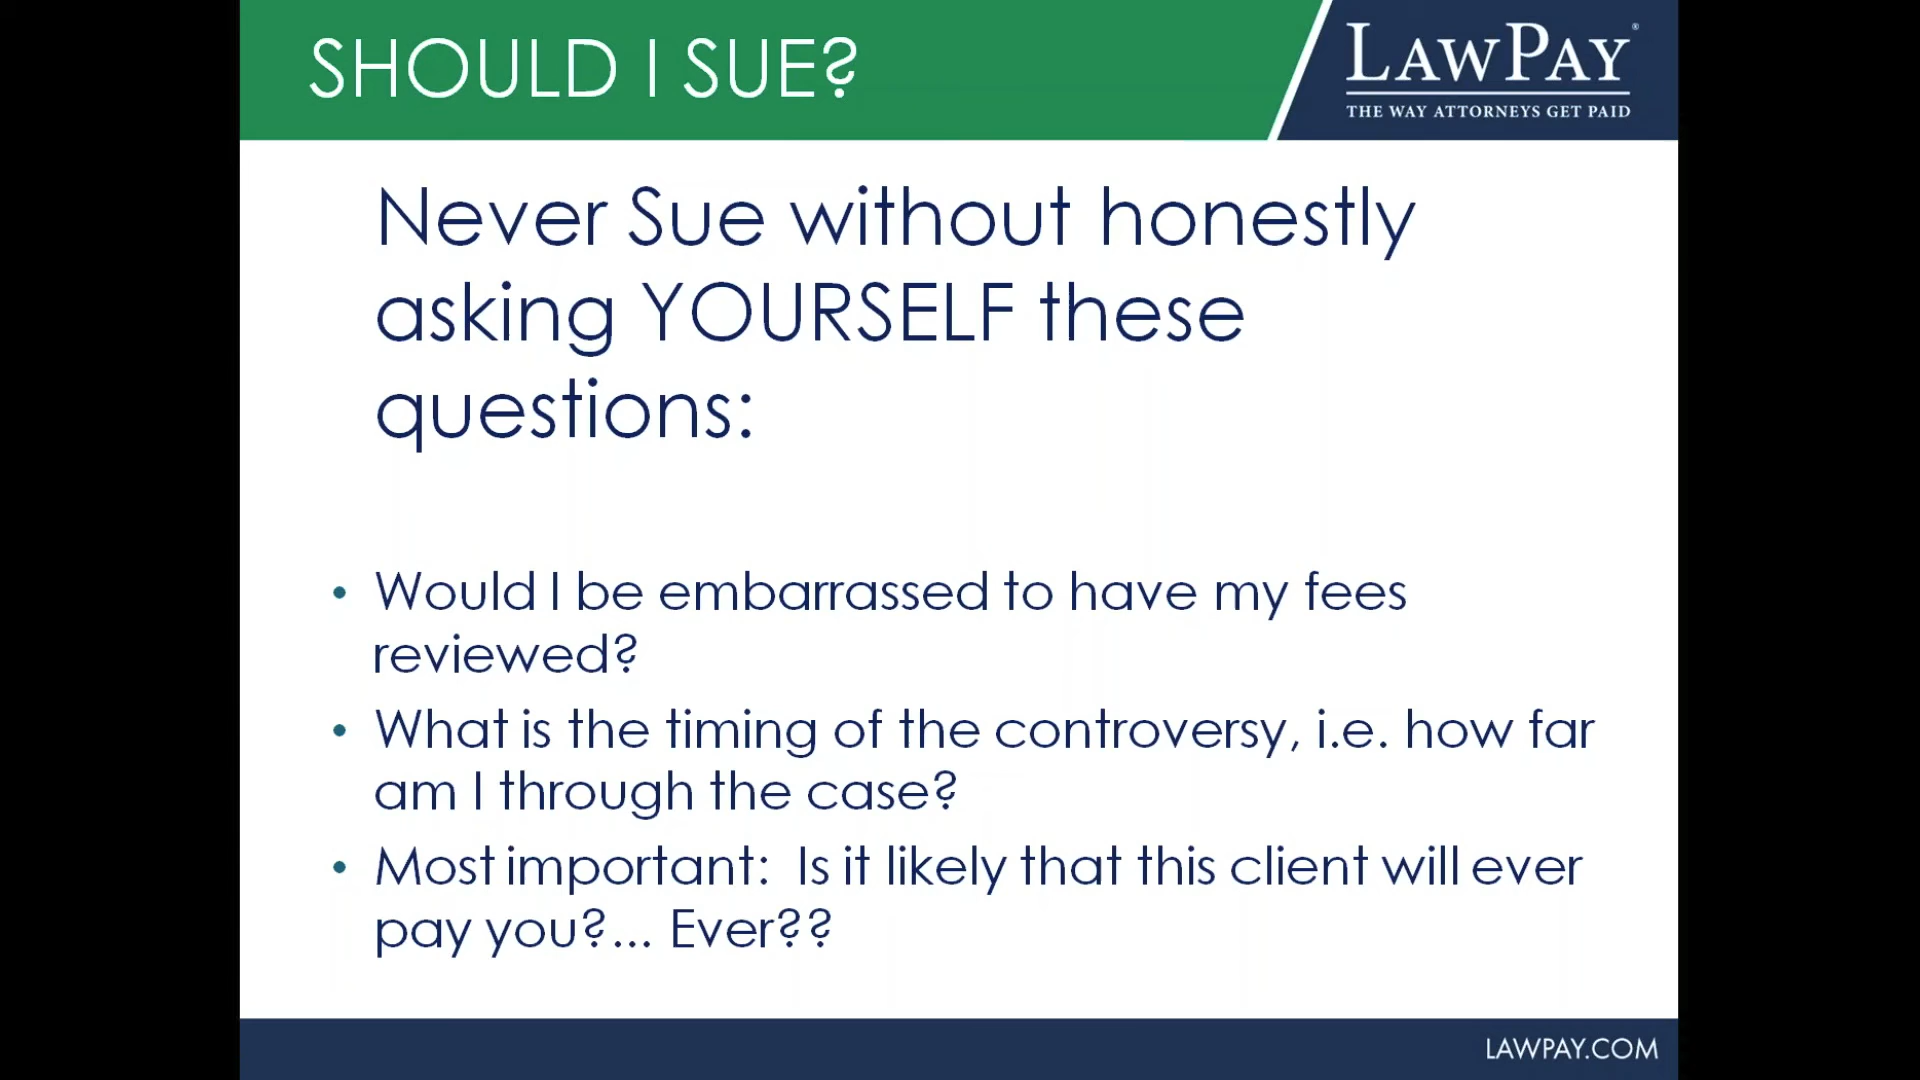 SHOULD I SUE?
LAWPAY®
THE WAY ATTORNEYS GET PAID
Never Sue without honestly
asking YOURSELF these
questions:
• Would I be embarrassed to have my fees
reviewed?
• What is the timing of the controversy, i.e. how far
am I through the case?
• Most important:  Is it likely that this client will ever
pay you?... Ever??
LAWPAY.COM